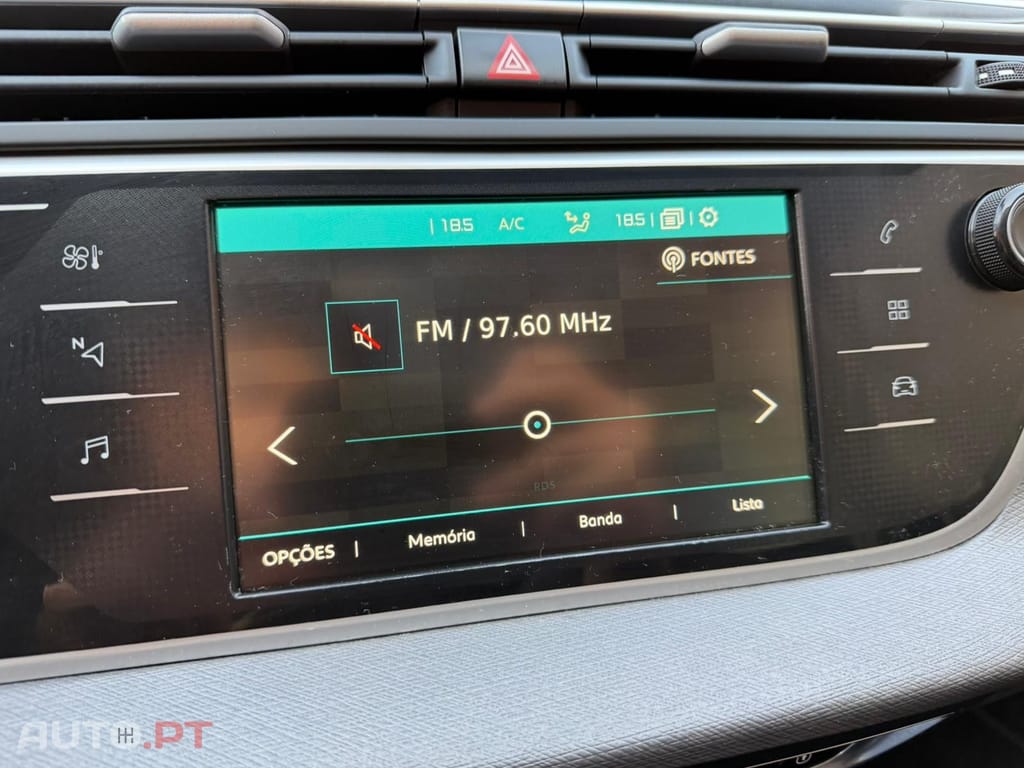 18.5 A/C 18.5
FONTES
N
FM / 97.60 MHz
RDS
OPÇÕES Memória Banda Lista
AUTO.PT